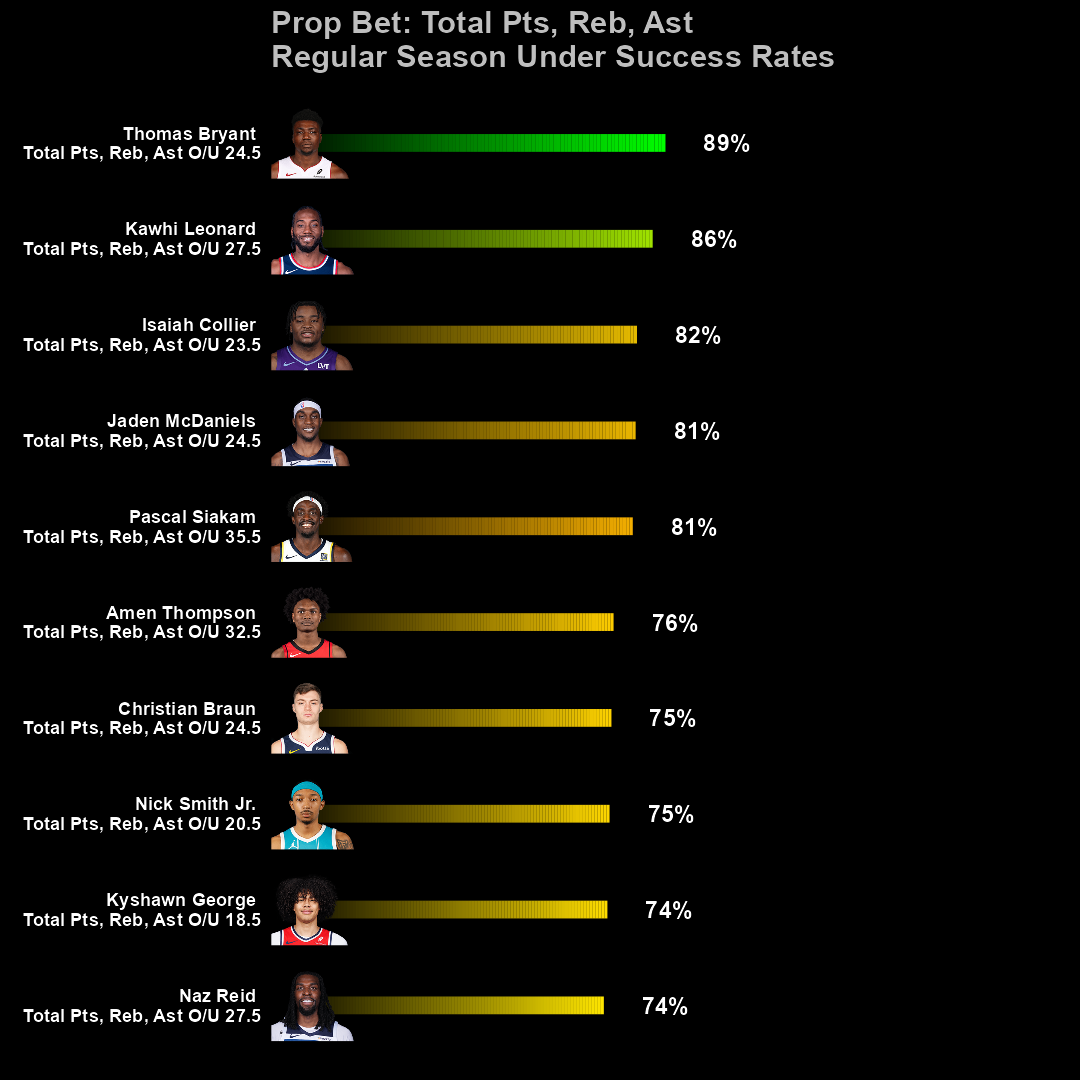 Prop Bet: Total Pts, Reb, Ast
Regular Season Under Success Rates
Thomas Bryant
Total Pts, Reb, Ast O/U 24.5
89%
Kawhi Leonard
Total Pts, Reb, Ast O/U 27.5
86%
Isaiah Collier
Total Pts, Reb, Ast O/U 23.5
82%
Jaden McDaniels
Total Pts, Reb, Ast O/U 24.5
81%
Pascal Siakam
Total Pts, Reb, Ast O/U 35.5
81%
Amen Thompson
Total Pts, Reb, Ast O/U 32.5
76%
Christian Braun
Total Pts, Reb, Ast O/U 24.5
75%
Nick Smith Jr.
Total Pts, Reb, Ast O/U 20.5
75%
Kyshawn George
Total Pts, Reb, Ast O/U 18.5
74%
Naz Reid
Total Pts, Reb, Ast O/U 27.5
74%